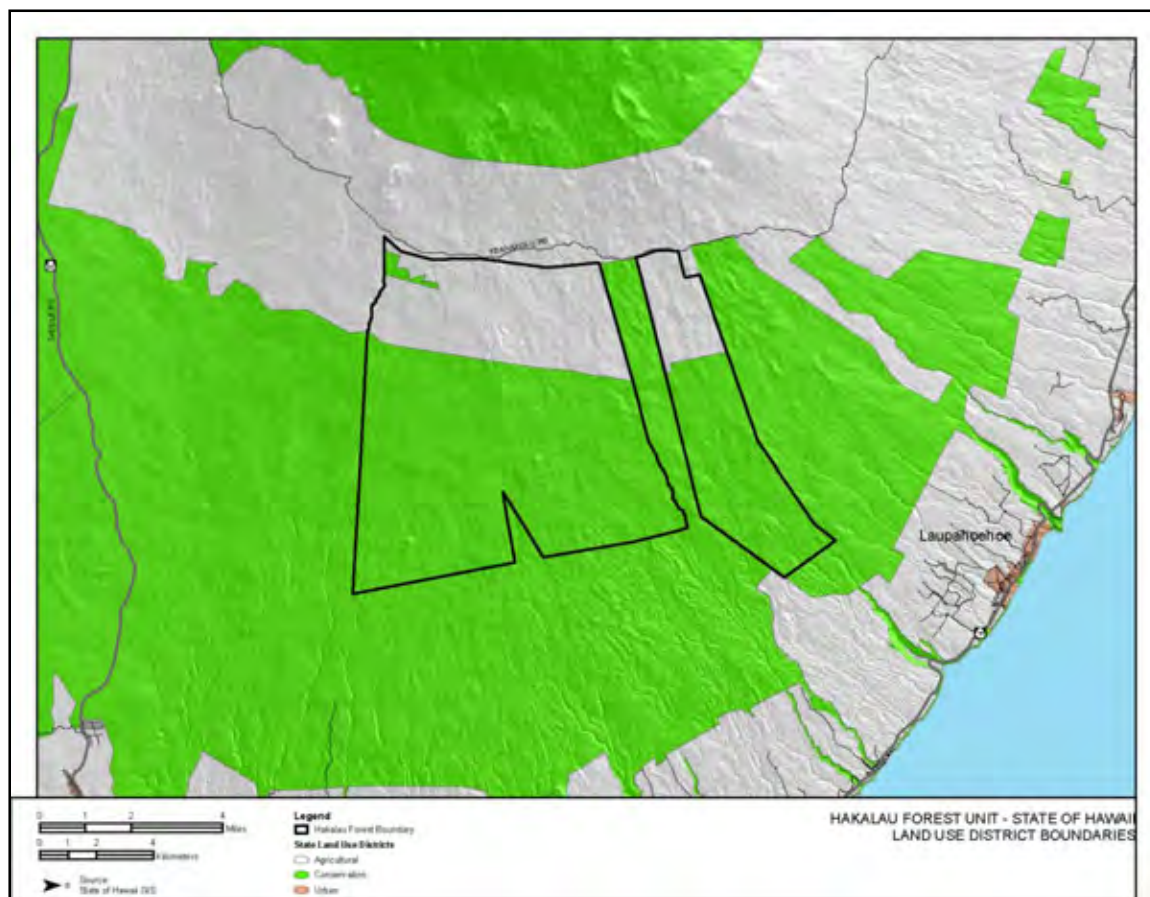 Laupahoehoe
0 1 2 4
Miles
0 1 2 4
Kilometers
Source:
State of Hawaii GIS
Legend
Hakalau Forest Boundary
State Land Use Districts
Agricultural
Conservation
Urban
HAKALAU FOREST UNIT - STATE OF HAWAII
LAND USE DISTRICT BOUNDARIES